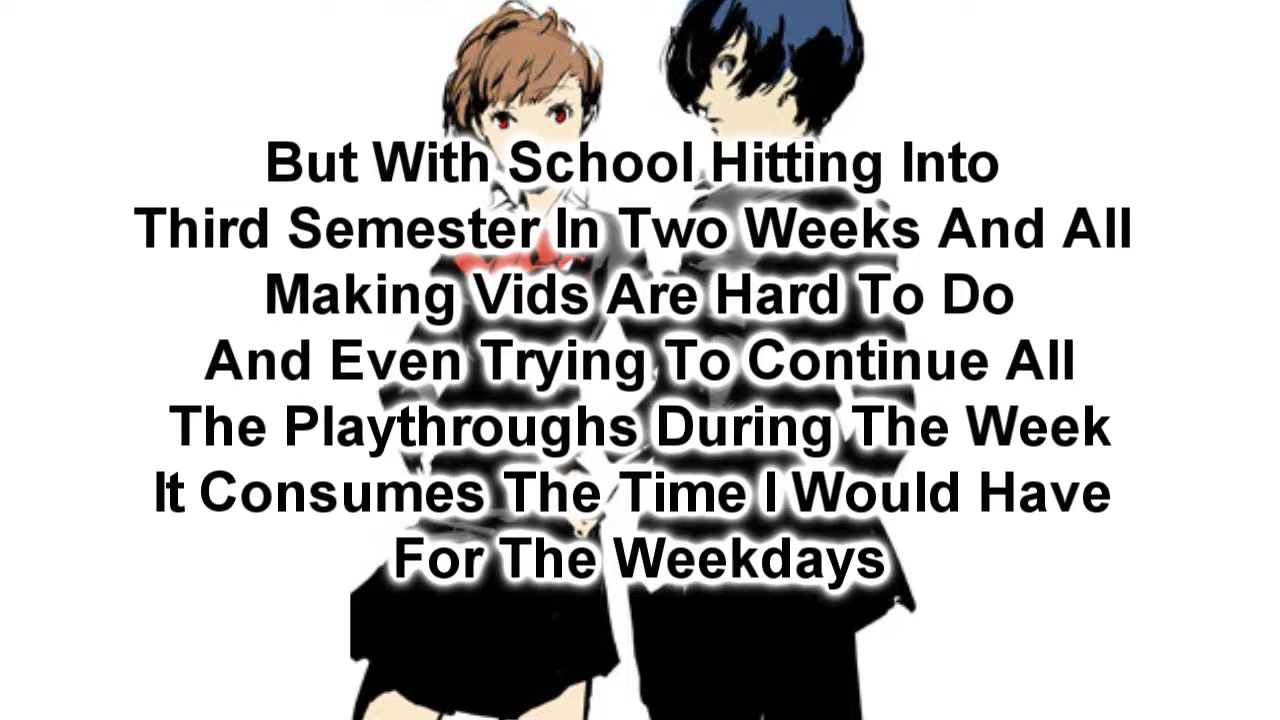 But With School Hitting Into
Third Semester In Two Weeks And All
Making Vids Are Hard To Do
And Even Trying To Continue All
The Playthroughs During The Week
It Consumes The Time I Would Have
For The Weekdays